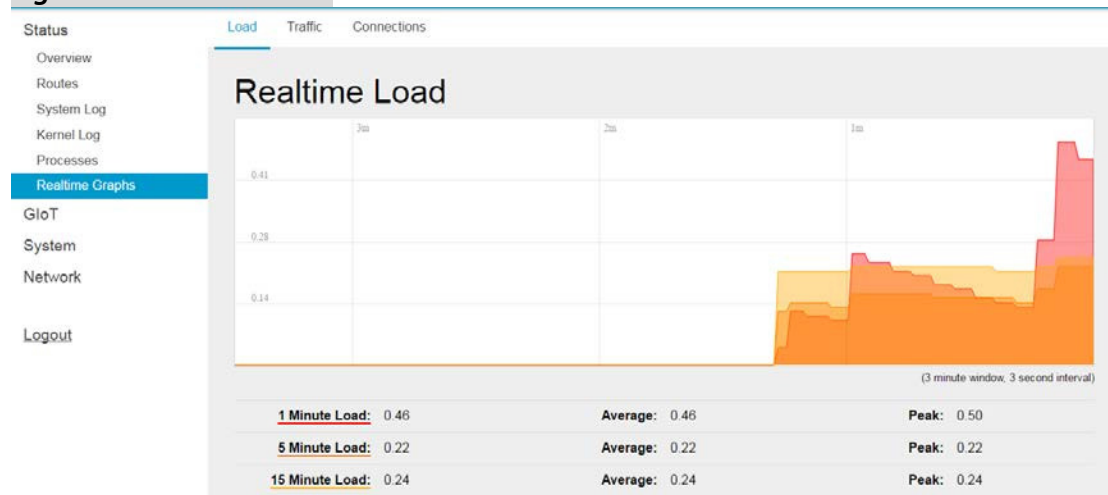 Status
Overview
Routes
System Log
Kernel Log
Processes
Realtime Graphs
GIoT
System
Network
Logout
Load Traffic Connections
Realtime Load
3m 2m 1m
0.41
0.28
0.14
(3 minute window, 3 second interval)
1 Minute Load: 0.46 Average: 0.46 Peak: 0.50
5 Minute Load: 0.22 Average: 0.22 Peak: 0.22
15 Minute Load: 0.24 Average: 0.24 Peak: 0.24